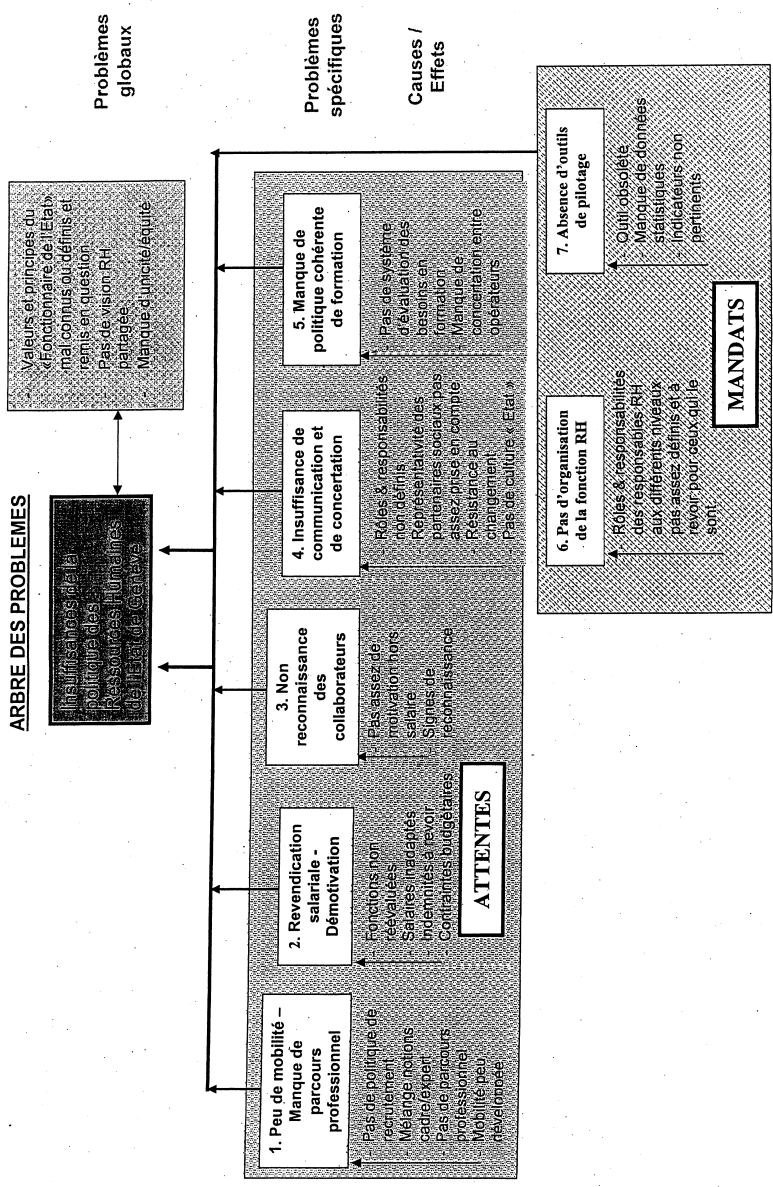 ARBRE DES PROBLEMES
Insuffisances de la
politique des
Ressources Humaines
de l'Etat de Genève
- Valeurs et principes du
«Fonctionnaire de l'Etat»
mal connus ou définis et
remis en question
- Pas de vision RH
partagée
- Manque d'unicité/équité
Problèmes
globaux
1. Peu de mobilité –
Manque de
parcours
professionnel
- Pas de politique de
recrutement
- Mélange notions
cadre/expert
- Pas de parcours
professionnel
- Mobilité peu
développée
2. Revendication
salariale -
Démotivation
- Fonctions non
réévaluées
- Salaires inadaptés
- Indemnités à revoir
- Contraintes budgétaires
3. Non
reconnaissance
des
collaborateurs
- Pas assez de
motivation hors
salaire
- Signes de
reconnaissance
4. Insuffisance de
communication et
de concertation
- Rôles & responsabilités
non définis
- Représentativité des
partenaires sociaux pas
assez prise en compte
- Résistance au
changement
- Pas de culture « Etat »
5. Manque de
politique cohérente
de formation
- Pas de système
d'évaluation des
besoins en
formation
- Manque de
concertation entre
opérateurs
Problèmes
spécifiques
Causes /
Effets
ATTENTES
6. Pas d'organisation
de la fonction RH
- Rôles & responsabilités
des responsables RH
aux différents niveaux
pas assez définis et à
revoir pour ceux qui le
sont.
7. Absence d'outils
de pilotage
- Outil obsolète
- Manque de données
statistiques
- Indicateurs non
pertinents
MANDATS